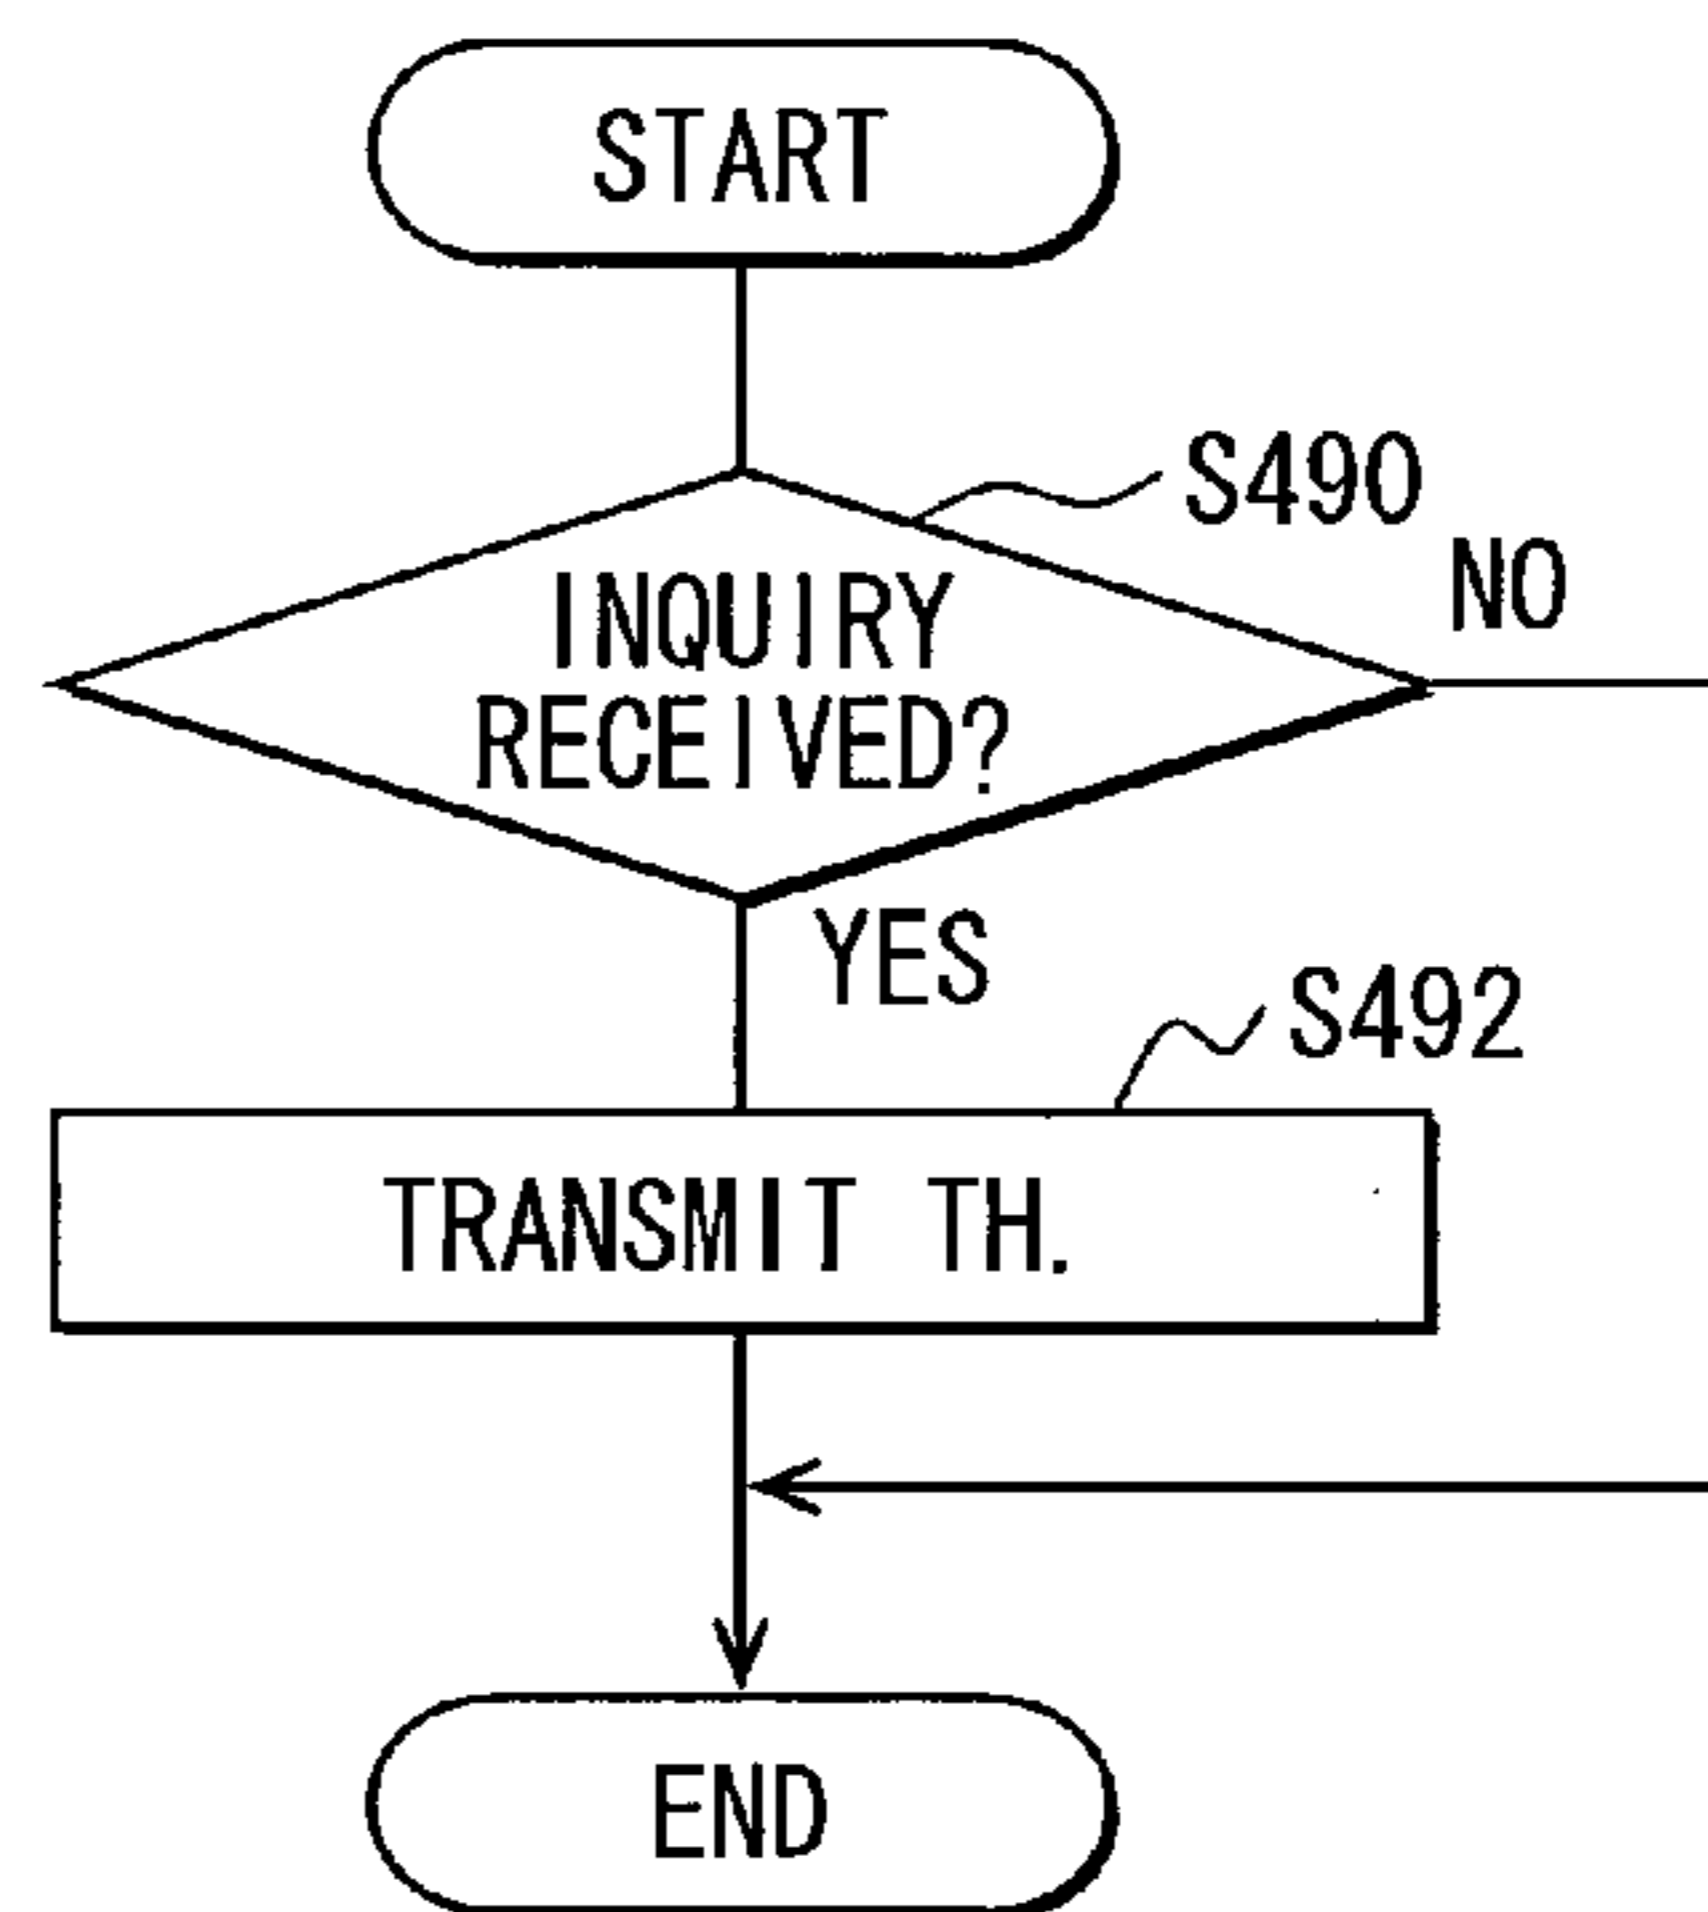 START
S490
NO
INQUIRY
RECEIVED?
YES
S492
TRANSMIT TH.
END